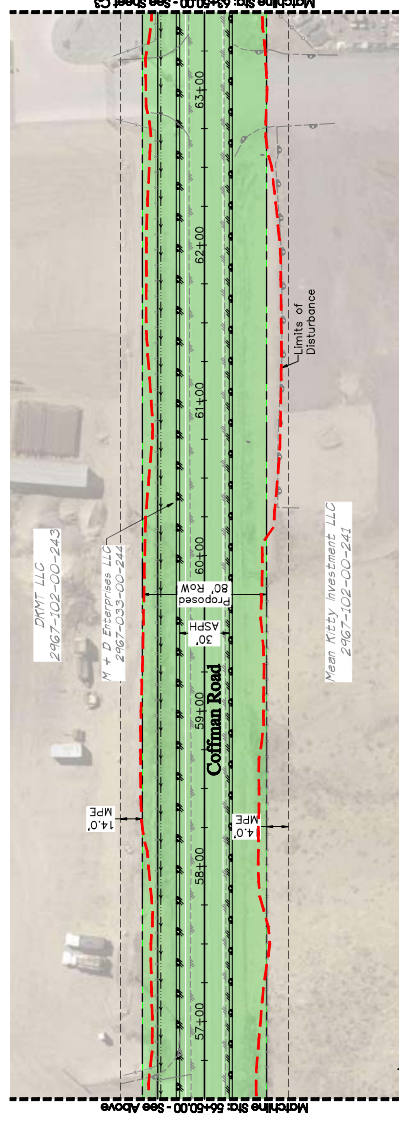 Matchline Sta: 63+50.00 - See Sheet C3
63+00
62+00
Limits of
Disturbance
61+00
DMMT LLC
2967-102-00-243
M + D Enterprises LLC
2967-033-00-244
60+00
Proposed
80' RoW
30'
ASPH
Mean Kitty Investment LLC
2967-102-00-241
59+00
Coffman Road
14.0'
MPE
14.0'
MPE
58+00
57+00
Matchline Sta: 56+50.00 - See Above